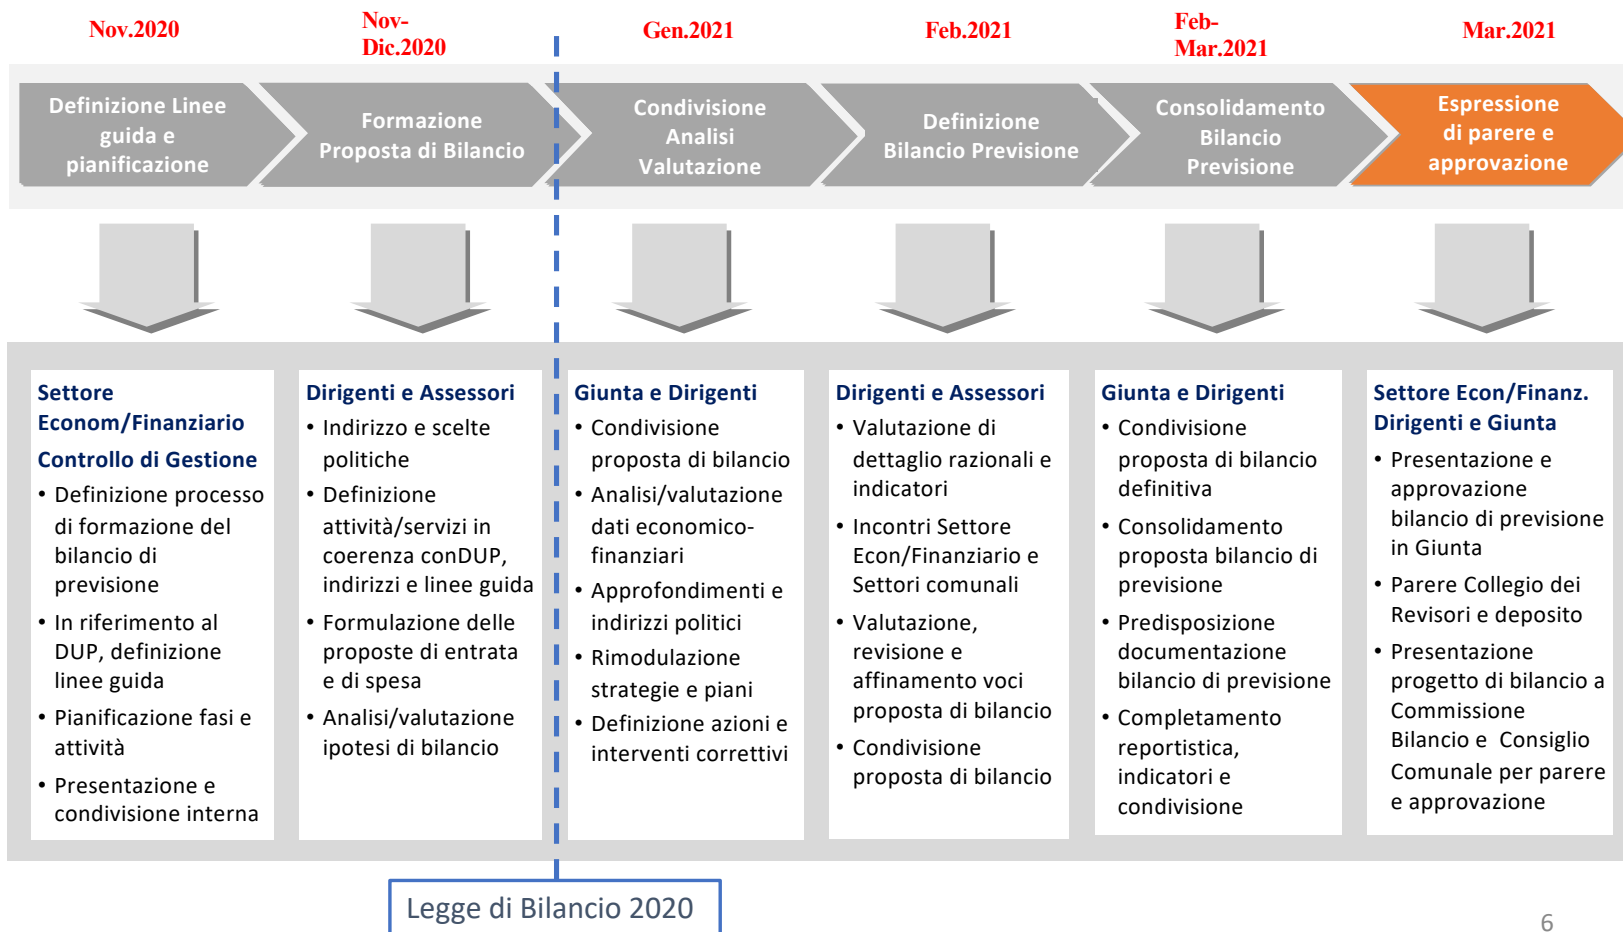 Nov.2020
Nov-
Dic.2020
Gen.2021
Feb.2021
Feb-
Mar.2021
Mar.2021
Definizione Linee
guida e
pianificazione
Formazione
Proposta di Bilancio
Condivisione
Analisi
Valutazione
Definizione
Bilancio Previsione
Consolidamento
Bilancio
Previsione
Espressione
di parere e
approvazione
Settore
Econom/Finanziario
Controllo di Gestione
• Definizione processo
di formazione del
bilancio di
previsione
• In riferimento al
DUP, definizione
linee guida
• Pianificazione fasi e
attività
• Presentazione e
condivisione interna
Dirigenti e Assessori
• Indirizzo e scelte
politiche
• Definizione
attività/servizi in
coerenza conDUP,
indirizzi e linee guida
• Formulazione delle
proposte di entrata
e di spesa
• Analisi/valutazione
ipotesi di bilancio
Giunta e Dirigenti
• Condivisione
proposta di bilancio
• Analisi/valutazione
dati economico-
finanziari
• Approfondimenti e
indirizzi politici
• Rimodulazione
strategie e piani
• Definizione azioni e
interventi correttivi
Dirigenti e Assessori
• Valutazione di
dettaglio razionali e
indicatori
• Incontri Settore
Econ/Finanziario e
Settori comunali
• Valutazione,
revisione e
affinamento voci
proposta di bilancio
• Condivisione
proposta di bilancio
Giunta e Dirigenti
• Condivisione
proposta di bilancio
definitiva
• Consolidamento
proposta bilancio di
previsione
• Predisposizione
documentazione
bilancio di previsione
• Completamento
reportistica,
indicatori e
condivisione
Settore Econ/Finanz.
Dirigenti e Giunta
• Presentazione e
approvazione
bilancio di previsione
in Giunta
• Parere Collegio dei
Revisori e deposito
• Presentazione
progetto di bilancio a
Commissione
Bilancio e Consiglio
Comunale per parere
e approvazione
Legge di Bilancio 2020
6